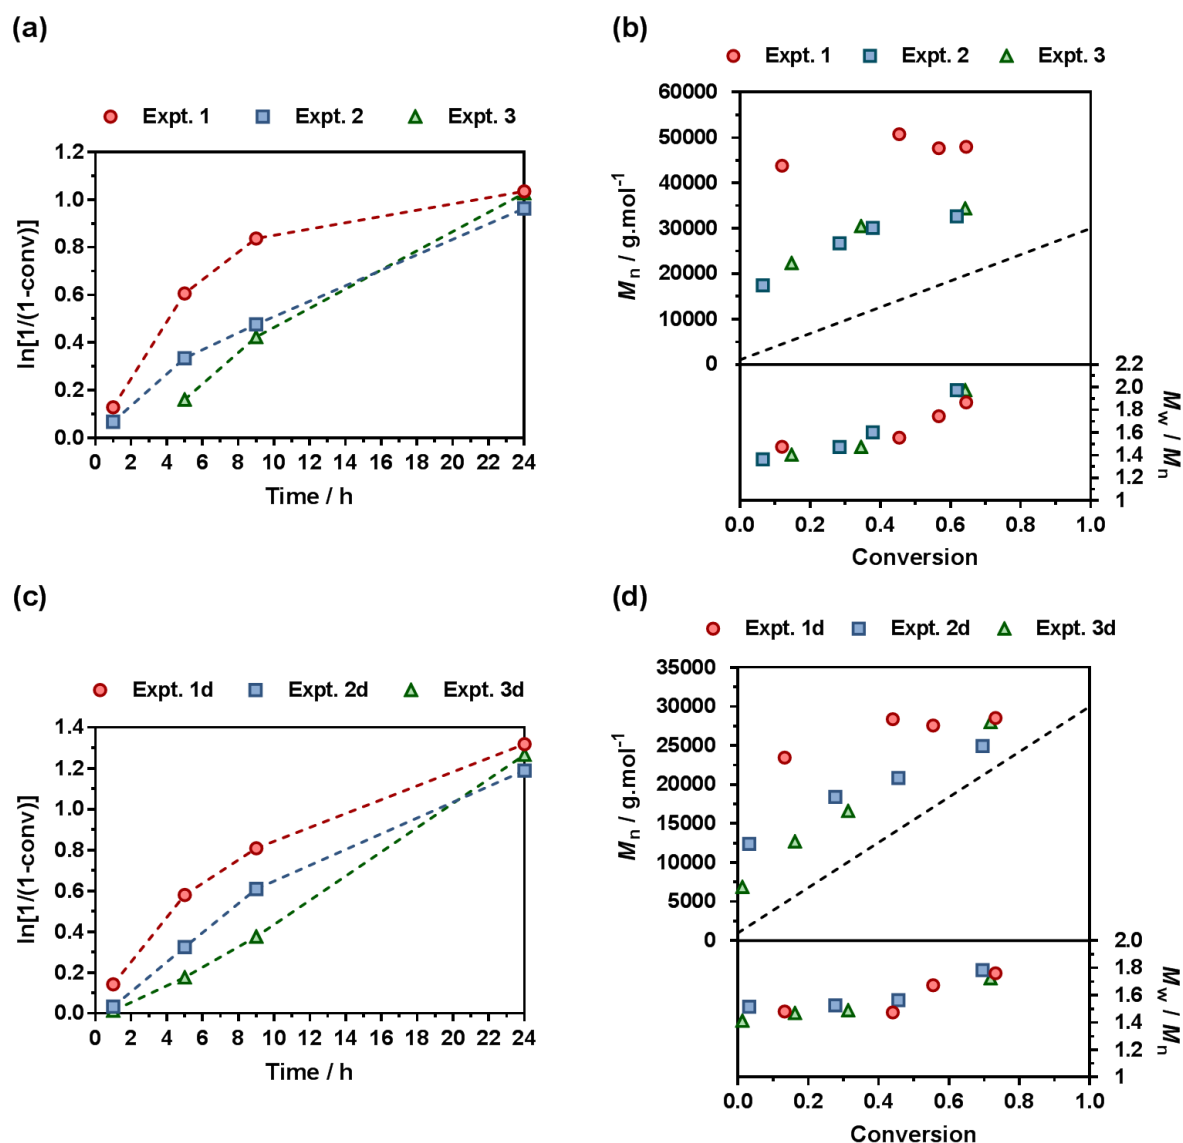 (a)
Expt. 1 Expt. 2 Expt. 3
ln[1/(1-conv)]
1.2
1.0
0.8
0.6
0.4
0.2
0.0
0 2 4 6 8 10 12 14 16 18 20 22 24
Time / h
(b)
Expt. 1 Expt. 2 Expt. 3
Mn / g.mol-1
60000
50000
40000
30000
20000
10000
0
2.2
2.0
1.8
1.6
1.4
1.2
1
Mw / Mn
0.0 0.2 0.4 0.6 0.8 1.0
Conversion
(c)
Expt. 1d Expt. 2d Expt. 3d
ln[1/(1-conv)]
1.4
1.2
1.0
0.8
0.6
0.4
0.2
0.0
0 2 4 6 8 10 12 14 16 18 20 22 24
Time / h
(d)
Expt. 1d Expt. 2d Expt. 3d
Mn / g.mol-1
35000
30000
25000
20000
15000
10000
5000
0
2.0
1.8
1.6
1.4
1.2
1
Mw / Mn
0.0 0.2 0.4 0.6 0.8 1.0
Conversion